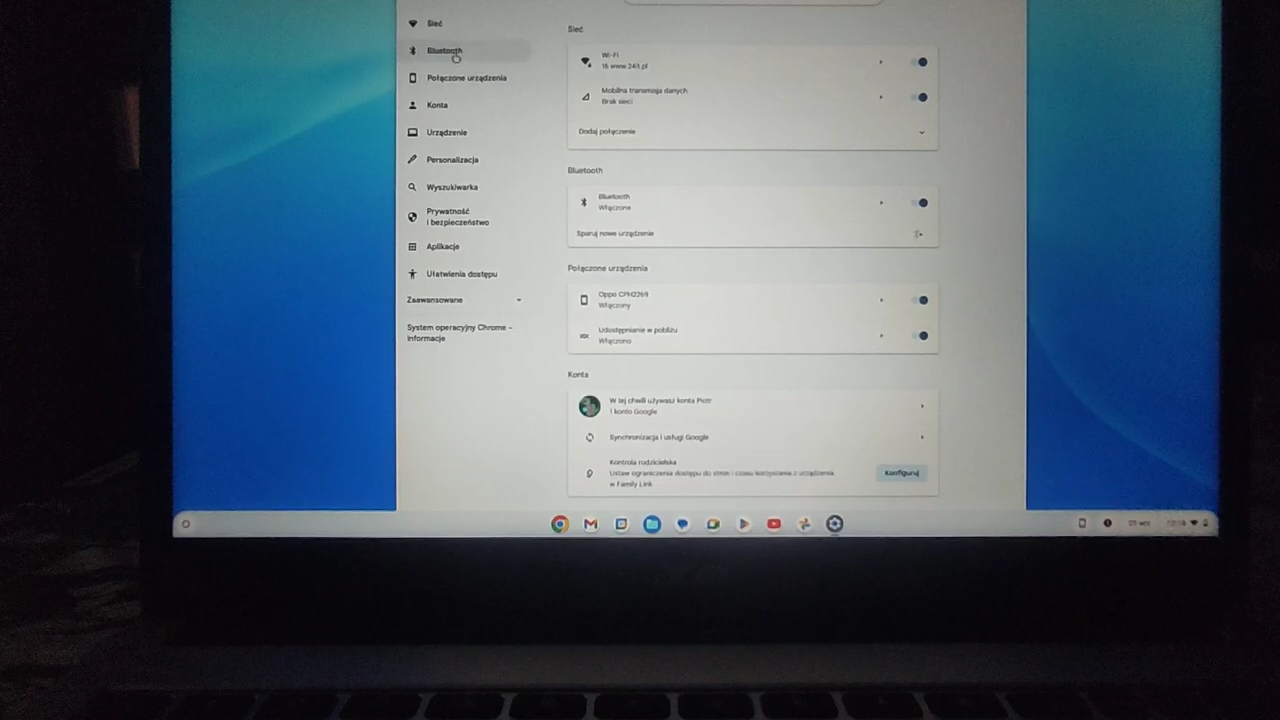 Sieć
Bluetooth
Połączone urządzenia
Konta
Urządzenie
Personalizacja
Wyszukiwarka
Prywatność
i bezpieczeństwo
Aplikacje
Ułatwienia dostępu
Zaawansowane
System operacyjny Chrome –
informacje
Sieć
Wi-Fi
Mobilna transmisja danych
Brak sieci
Dodaj połączenie
Bluetooth
Bluetooth
Włączone
Sparuj nowe urządzenie
Połączone urządzenia
Oppo CPH2269
Włączony
Udostępnianie w pobliżu
Włączono
Konta
W tej chwili używasz konta Piotr
1 konto Google
Synchronizacja i usługi Google
Kontrola rodzicielska
Ustaw ograniczenia dostępu do stron i czasu korzystania z urządzenia
w Family Link
Konfiguruj